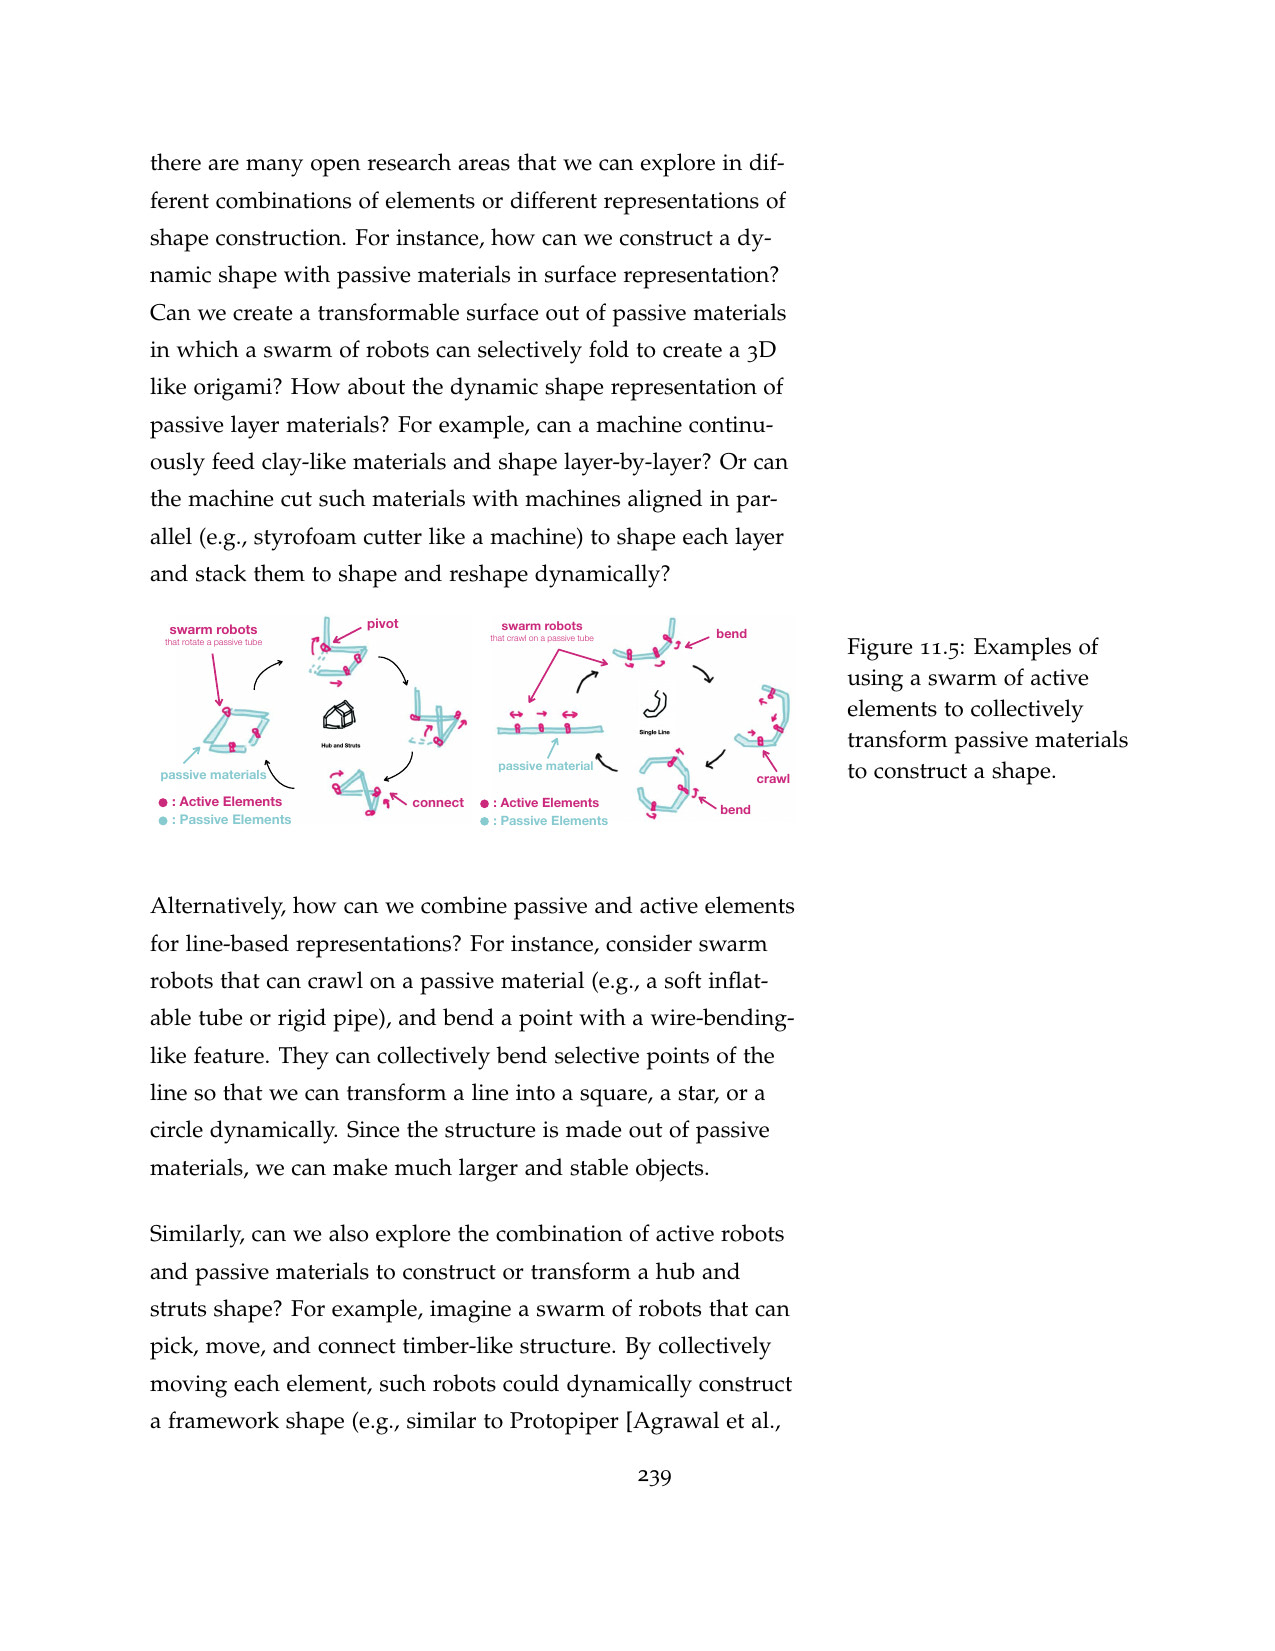 there are many open research areas that we can explore in dif-
ferent combinations of elements or different representations of
shape construction. For instance, how can we construct a dy-
namic shape with passive materials in surface representation?
Can we create a transformable surface out of passive materials
in which a swarm of robots can selectively fold to create a 3D
like origami? How about the dynamic shape representation of
passive layer materials? For example, can a machine continu-
ously feed clay-like materials and shape layer-by-layer? Or can
the machine cut such materials with machines aligned in par-
allel (e.g., styrofoam cutter like a machine) to shape each layer
and stack them to shape and reshape dynamically?
swarm robots
that rotate a passive tube
pivot
Hub and Struts
passive materials
connect
● : Active Elements
● : Passive Elements
swarm robots
that crawl on a passive tube
bend
Single Line
passive material
crawl
bend
● : Active Elements
● : Passive Elements
Figure 11.5: Examples of
using a swarm of active
elements to collectively
transform passive materials
to construct a shape.
Alternatively, how can we combine passive and active elements
for line-based representations? For instance, consider swarm
robots that can crawl on a passive material (e.g., a soft inflat-
able tube or rigid pipe), and bend a point with a wire-bending-
like feature. They can collectively bend selective points of the
line so that we can transform a line into a square, a star, or a
circle dynamically. Since the structure is made out of passive
materials, we can make much larger and stable objects.
Similarly, can we also explore the combination of active robots
and passive materials to construct or transform a hub and
struts shape? For example, imagine a swarm of robots that can
pick, move, and connect timber-like structure. By collectively
moving each element, such robots could dynamically construct
a framework shape (e.g., similar to Protopiper [Agrawal et al.,
239